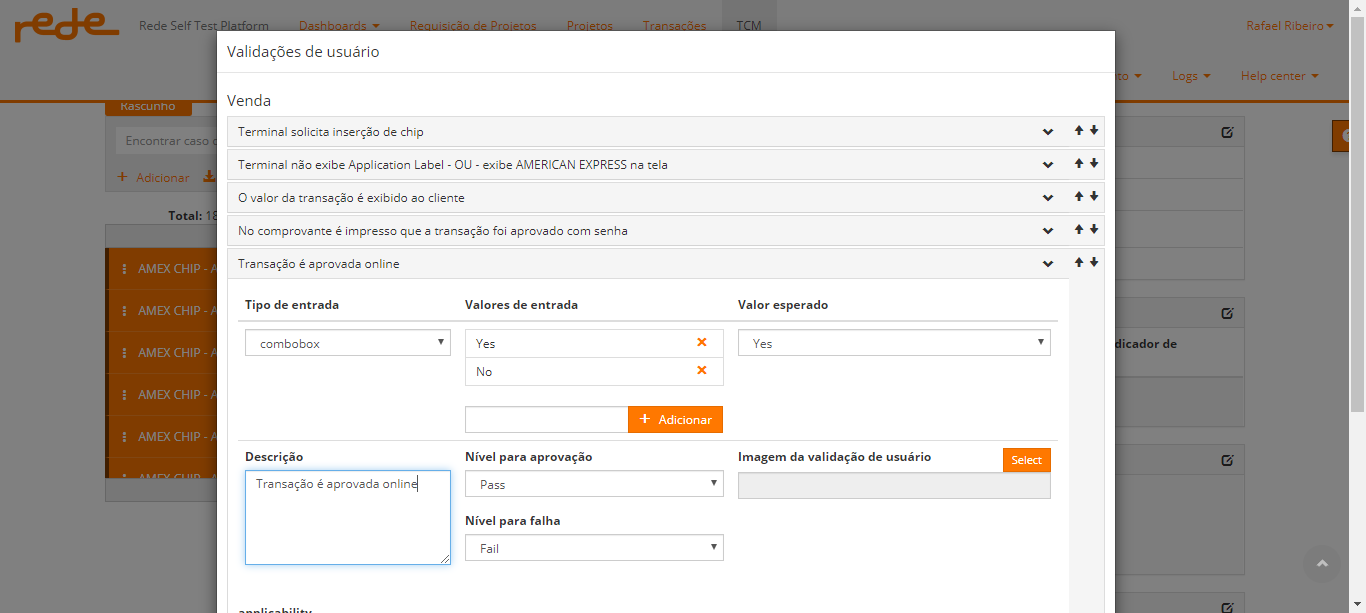 rede
Rede Self Test Platform
Dashboards
Requisição de Projetos
Projetos
Transações
TCM
Rafael Ribeiro
Logs
Help center
Rascunho
Encontrar caso
Adicionar
Total: 18
AMEX CHIP - A
AMEX CHIP - A
AMEX CHIP - A
AMEX CHIP - A
AMEX CHIP - A
AMEX CHIP - A
Validações de usuário
Venda
Terminal solicita inserção de chip
Terminal não exibe Application Label - OU - exibe AMERICAN EXPRESS na tela
O valor da transação é exibido ao cliente
No comprovante é impresso que a transação foi aprovado com senha
Transação é aprovada online
Tipo de entrada
Valores de entrada
Valor esperado
combobox
Yes
Yes
No
+ Adicionar
Descrição
Nível para aprovação
Imagem da validação de usuário
Select
Transação é aprovada online
Pass
Nível para falha
Fail
applicability
dicador de